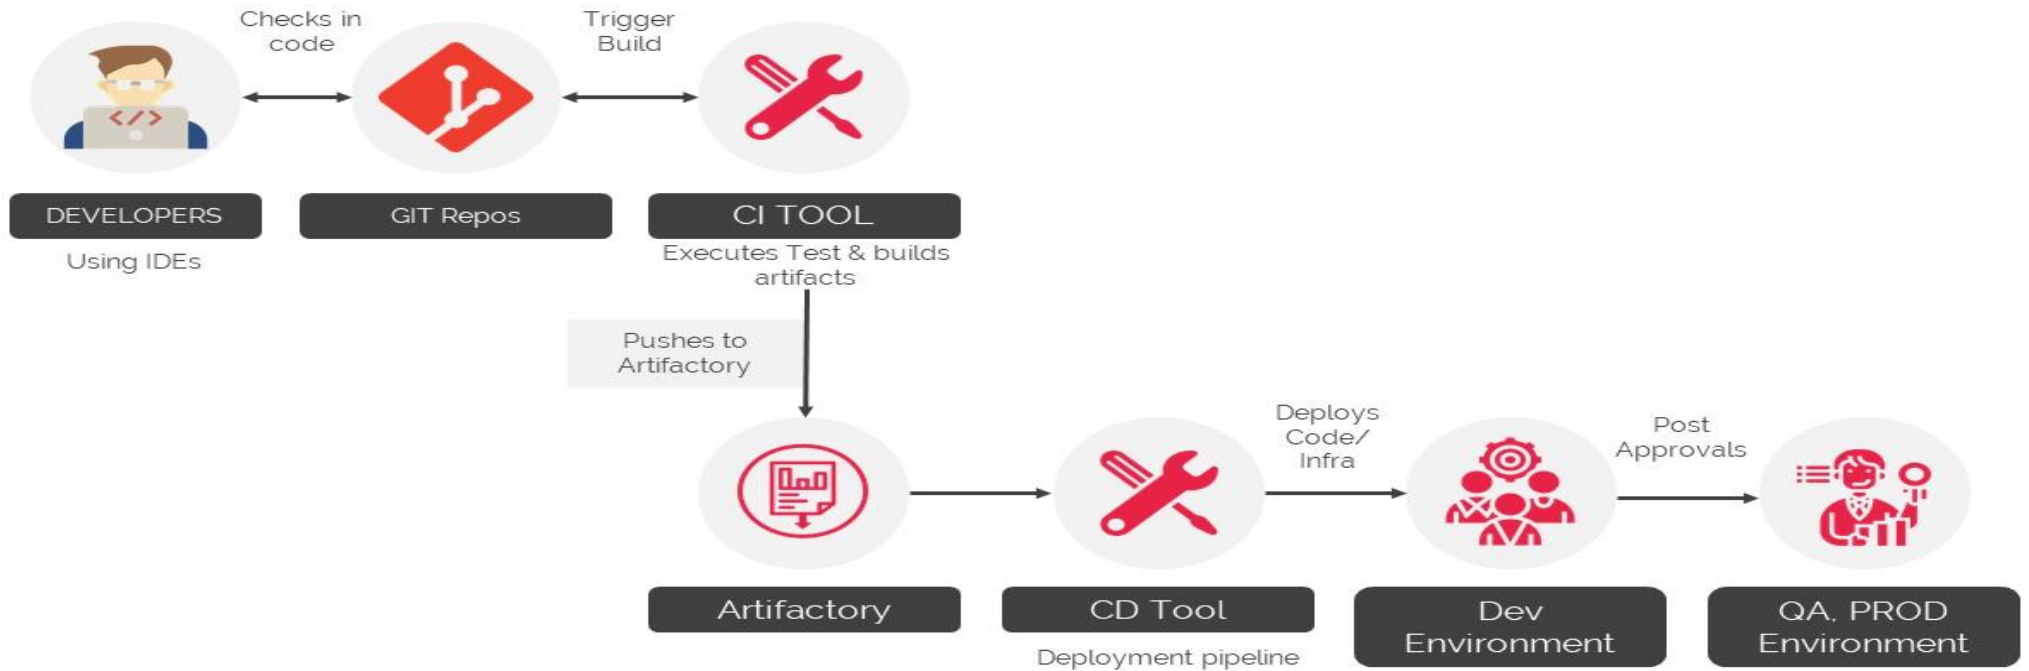 Checks in
code
Trigger
Build
</>
DEVELOPERS
GIT Repos
CI TOOL
Using IDEs
Executes Test & builds
artifacts
Pushes to
Artifactory
Deploys
Code/
Infra
Post
Approvals
Artifactory
CD Tool
Dev
Environment
QA, PROD
Environment
Deployment pipeline